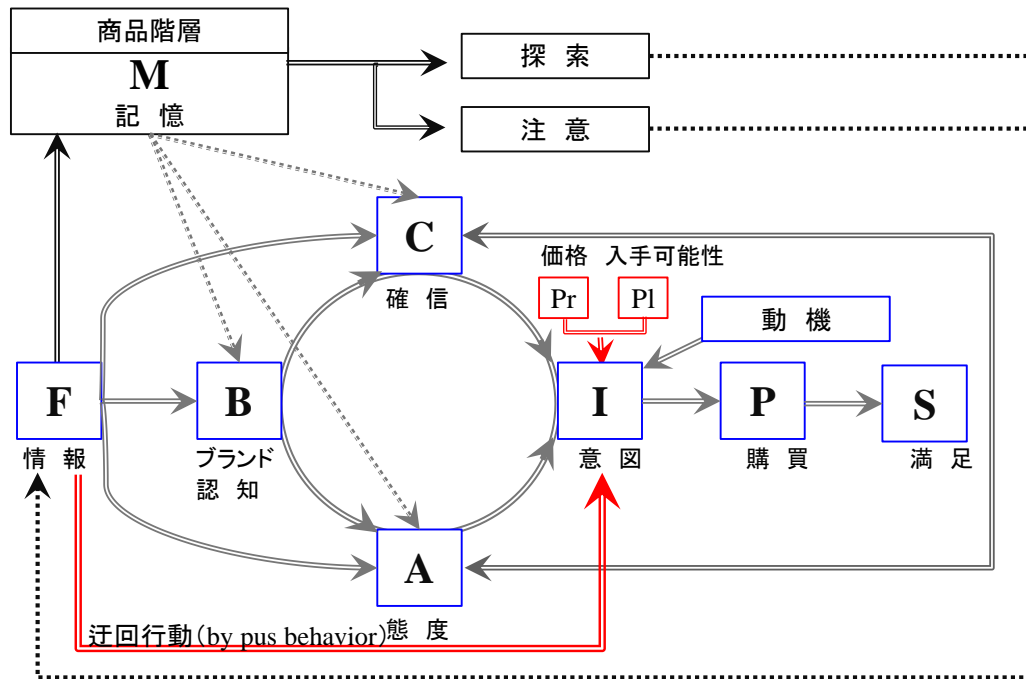 商品階層
M
記 憶
探 索
注 意
C
確 信
価格 入手可能性
Pr
Pl
動 機
F
情 報
B
ブランド
認 知
I
意 図
P
購 買
S
満 足
A
態 度
迂回行動(by pus behavior)